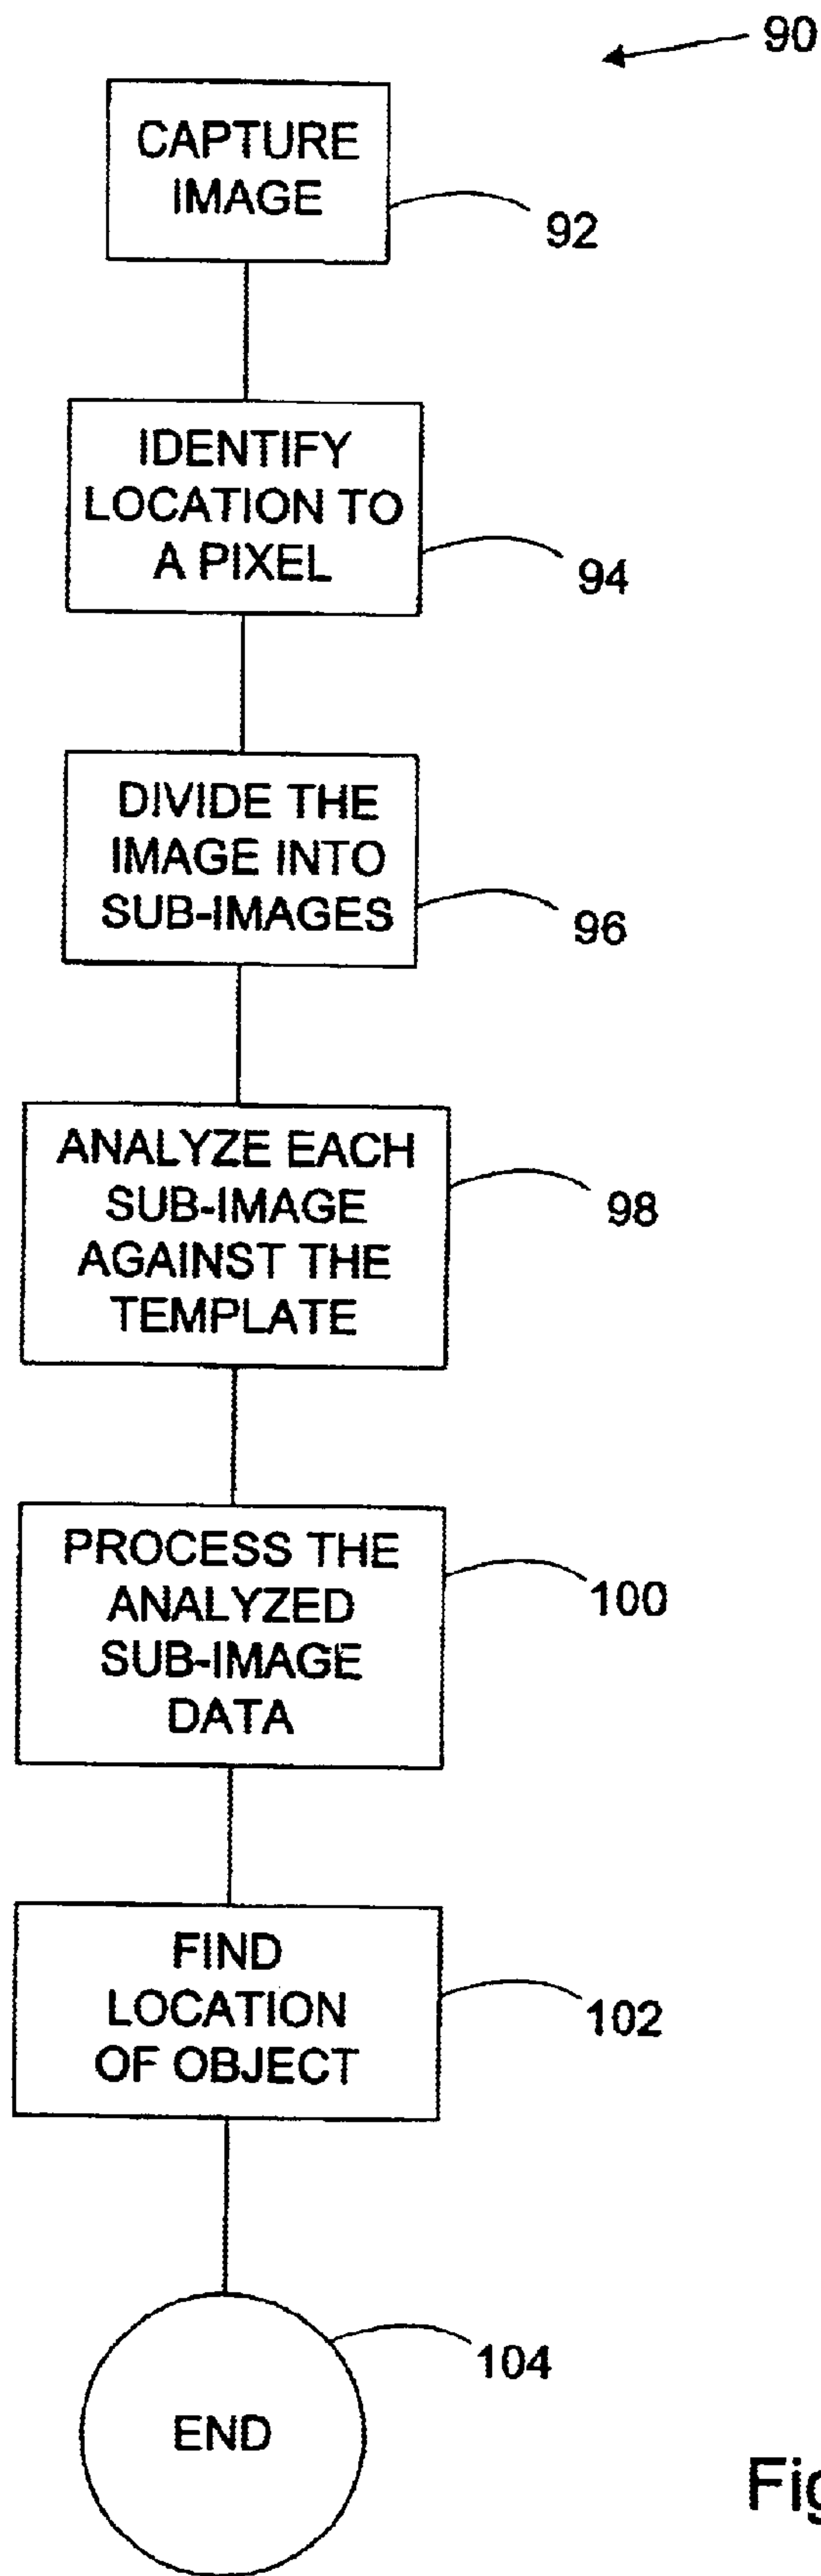 90
CAPTURE
IMAGE
92
IDENTIFY
LOCATION TO
A PIXEL
94
DIVIDE THE
IMAGE INTO
SUB-IMAGES
96
ANALYZE EACH
SUB-IMAGE
AGAINST THE
TEMPLATE
98
PROCESS THE
ANALYZED
SUB-IMAGE
DATA
100
FIND
LOCATION
OF OBJECT
102
END
104
Fig